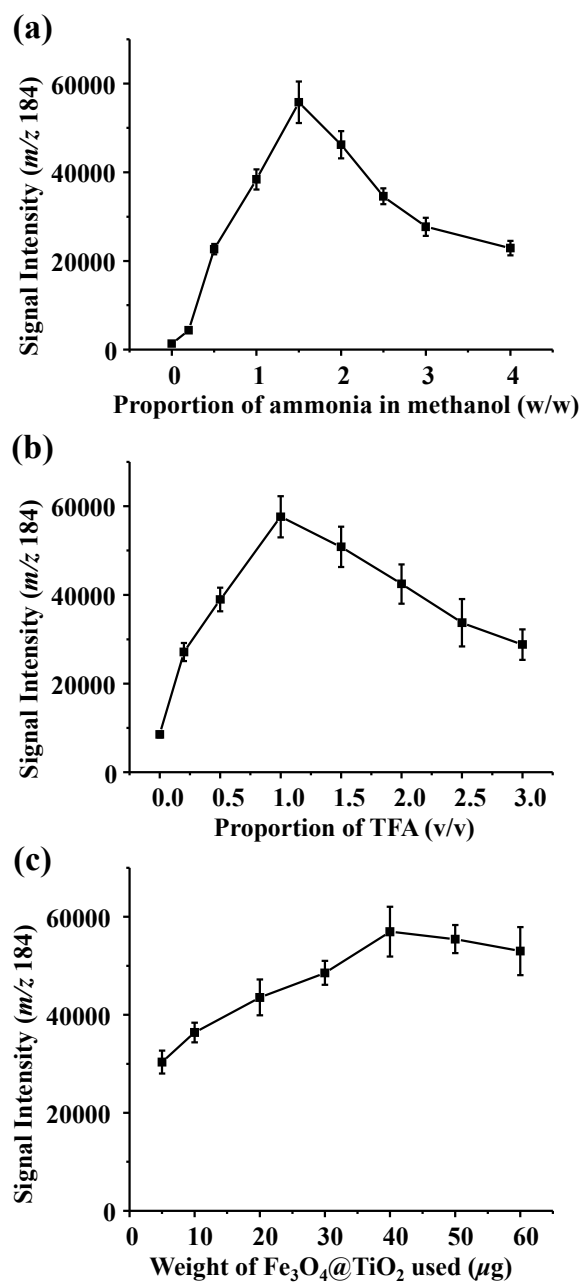 (a)
Signal Intensity (m/z 184)
60000
40000
20000
0
0 1 2 3 4
Proportion of ammonia in methanol (w/w)
(b)
Signal Intensity (m/z 184)
60000
40000
20000
0
0.0 0.5 1.0 1.5 2.0 2.5 3.0
Proportion of TFA (v/v)
(c)
Signal Intensity (m/z 184)
60000
40000
20000
0
0 10 20 30 40 50 60
Weight of Fe₃O₄@TiO₂ used (μg)